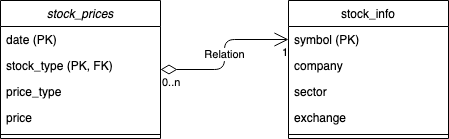 stock_prices
date (PK)
stock_type (PK, FK)
price_type
price
0..n
Relation
1
stock_info
symbol (PK)
company
sector
exchange